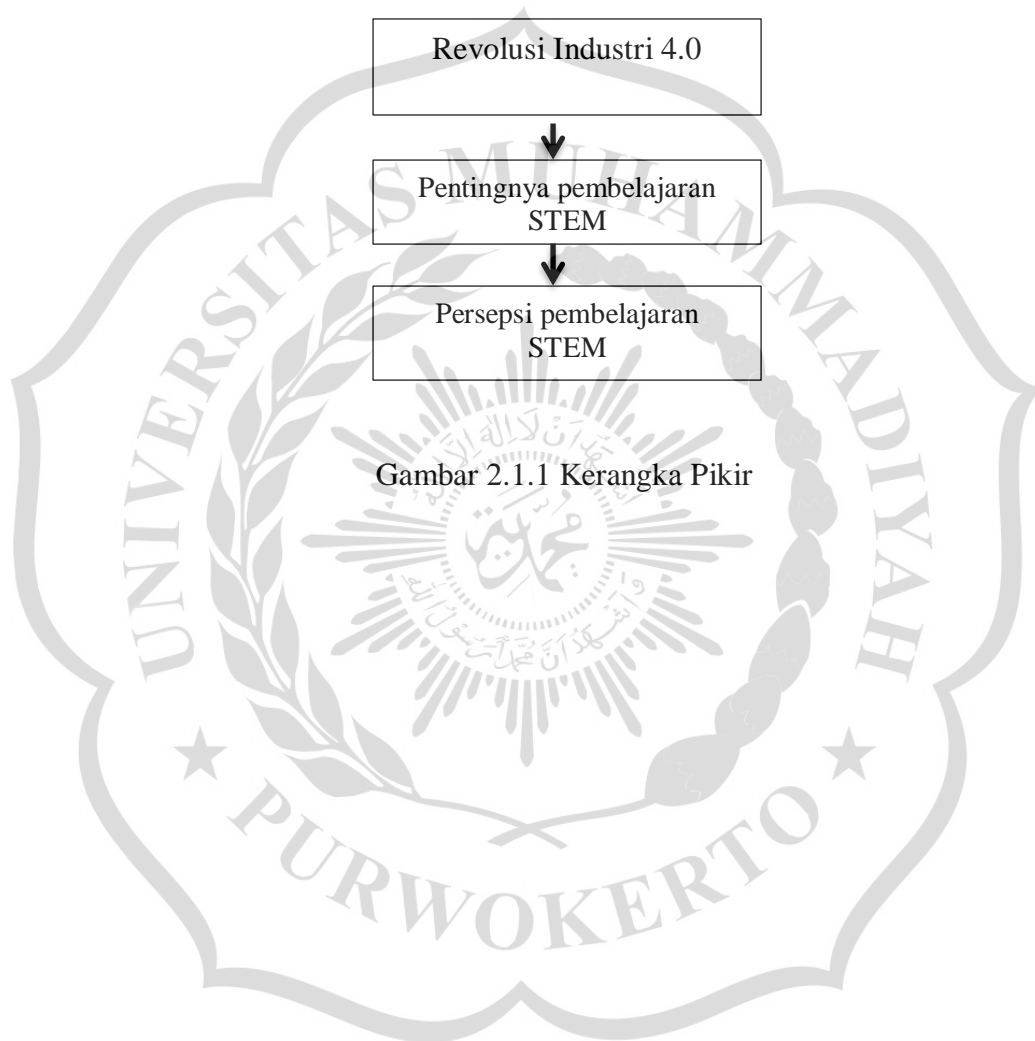 Revolusi Industri 4.0
Pentingnya pembelajaran
STEM
Persepsi pembelajaran
STEM
Gambar 2.1.1 Kerangka Pikir
UNIVERSITAS MUHAMMADIYAH
PURWOKERTO